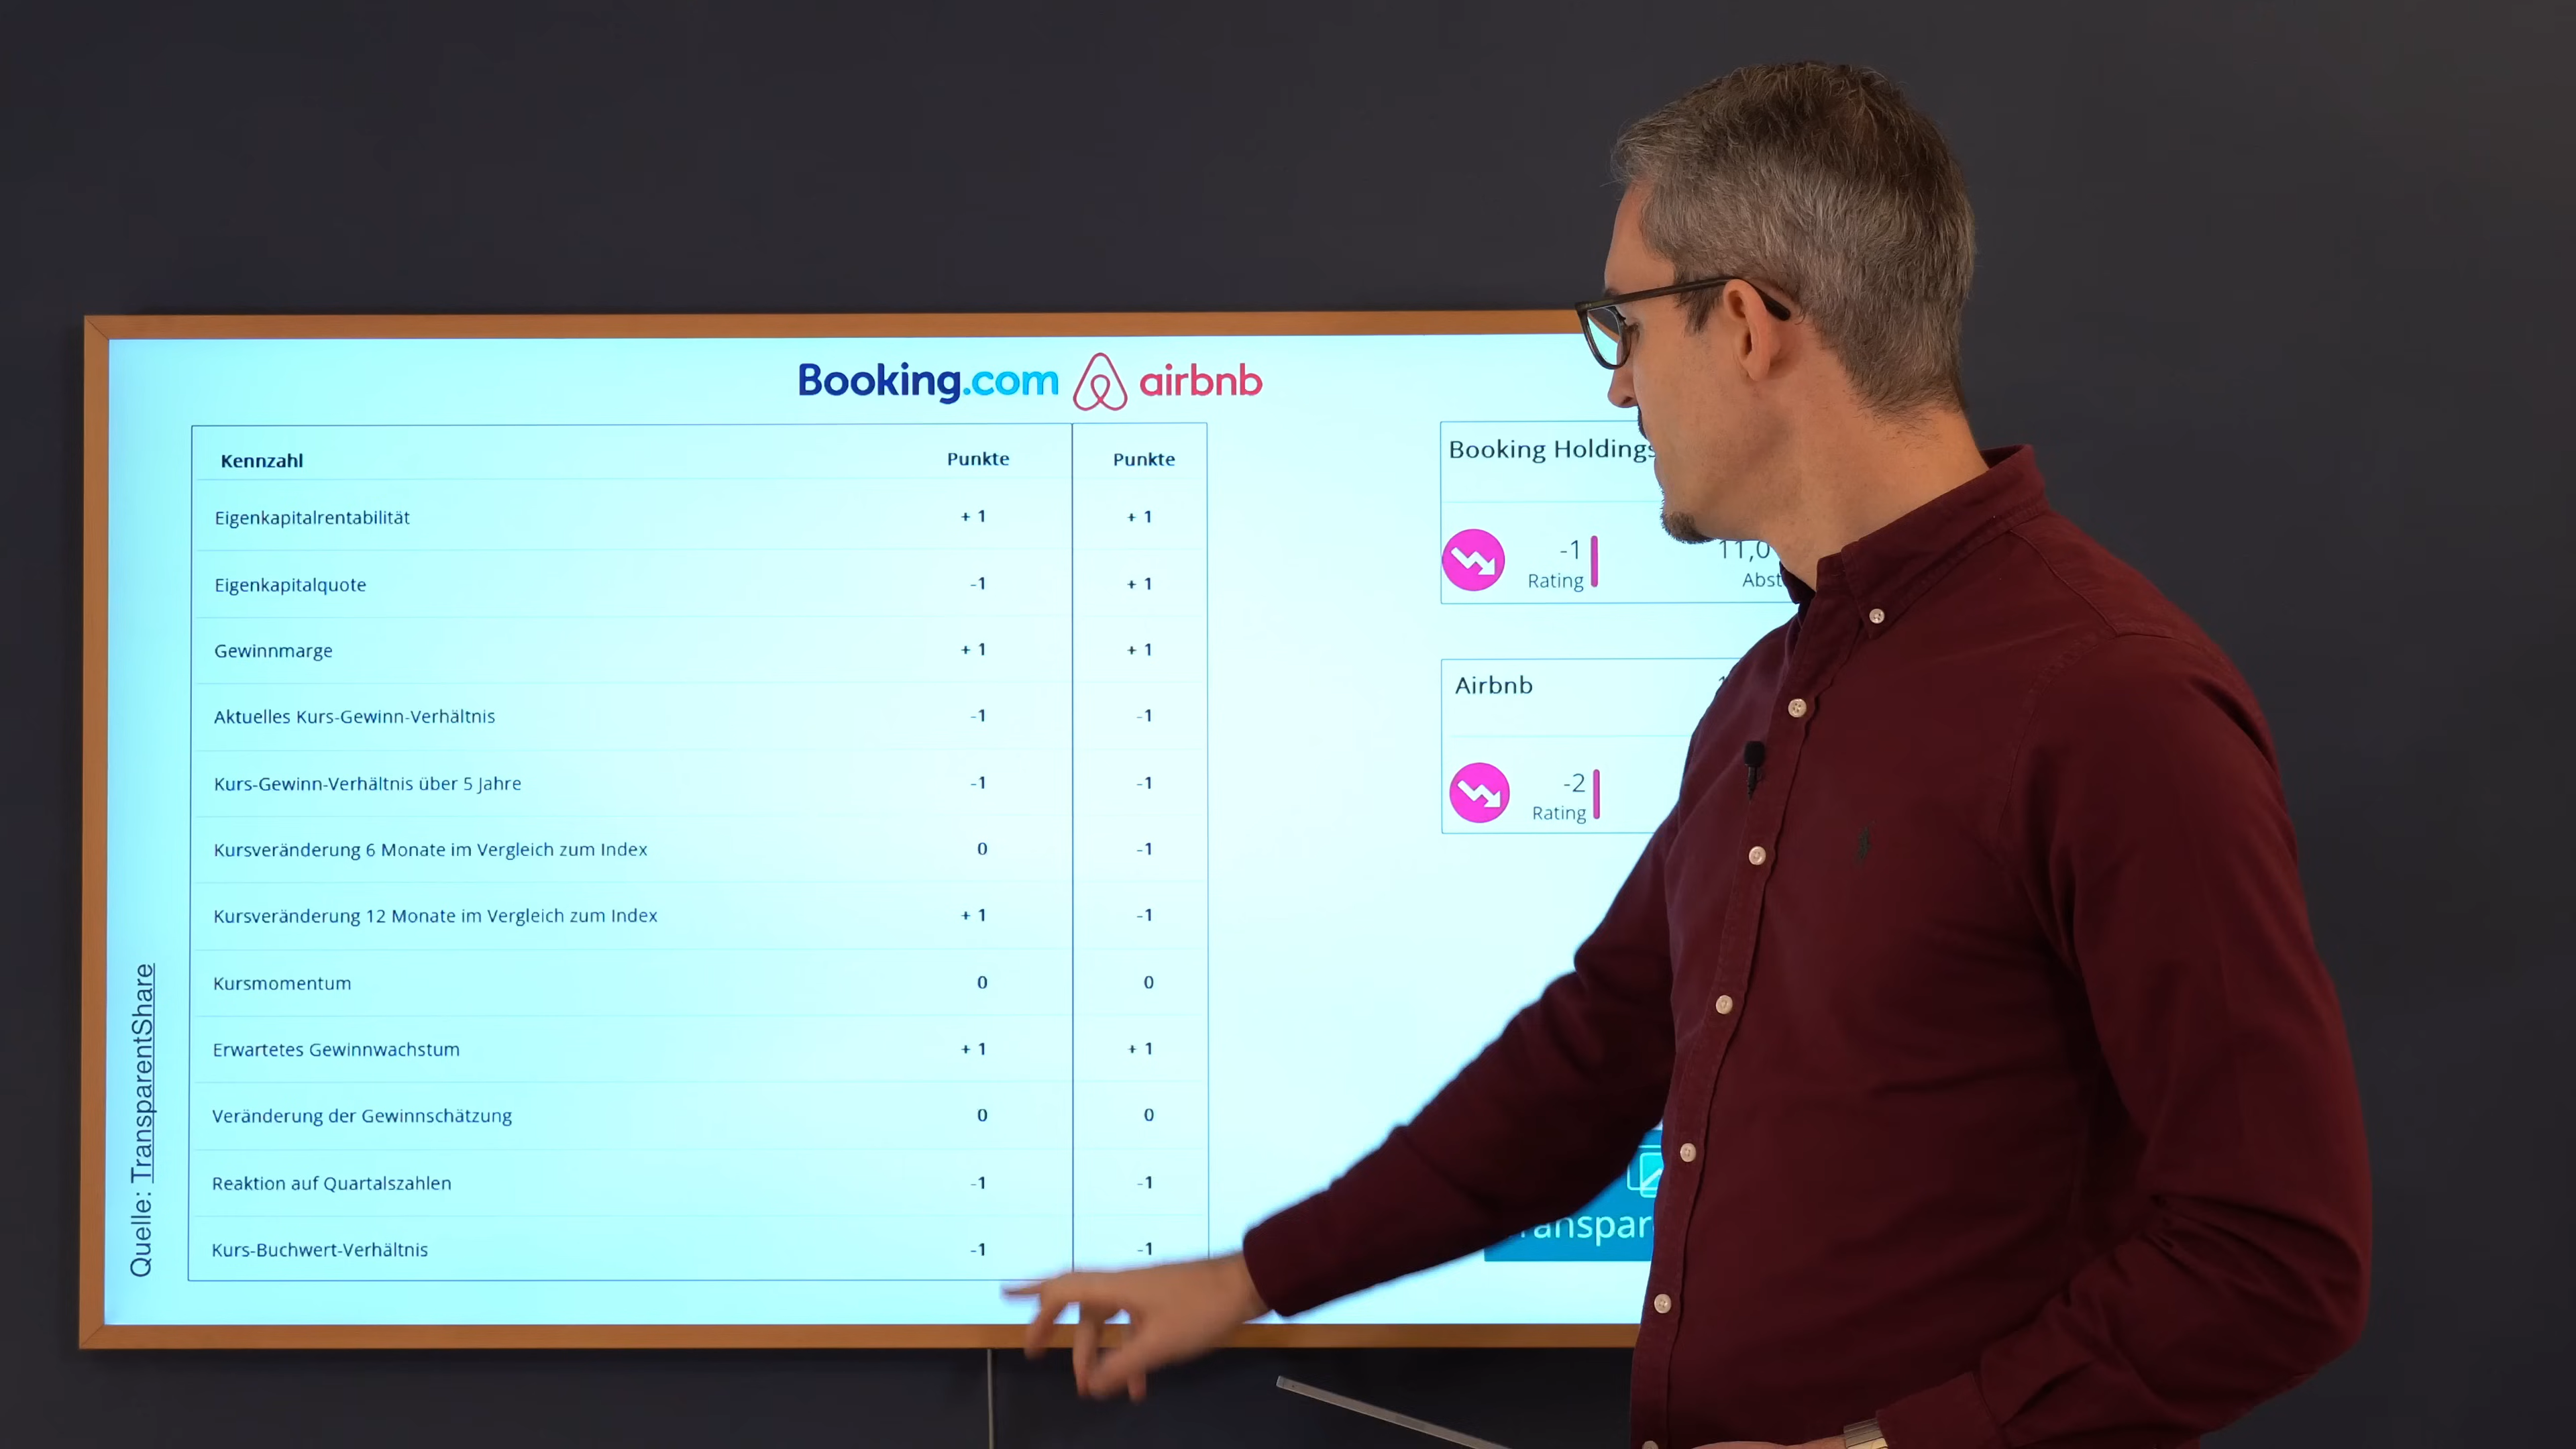 Booking.com airbnb
Kennzahl Punkte Punkte
Eigenkapitalrentabilität + 1 + 1
Eigenkapitalquote -1 + 1
Gewinnmarge + 1 + 1
Aktuelles Kurs-Gewinn-Verhältnis -1 -1
Kurs-Gewinn-Verhältnis über 5 Jahre -1 -1
Kursveränderung 6 Monate im Vergleich zum Index 0 -1
Kursveränderung 12 Monate im Vergleich zum Index + 1 -1
Kursmomentum 0 0
Erwartetes Gewinnwachstum + 1 + 1
Veränderung der Gewinnschätzung 0 0
Reaktion auf Quartalszahlen -1 -1
Kurs-Buchwert-Verhältnis -1 -1
Quelle: TransparentShare
Booking Holdings
-1 11,0
Rating Abst
Airbnb
-2
Rating